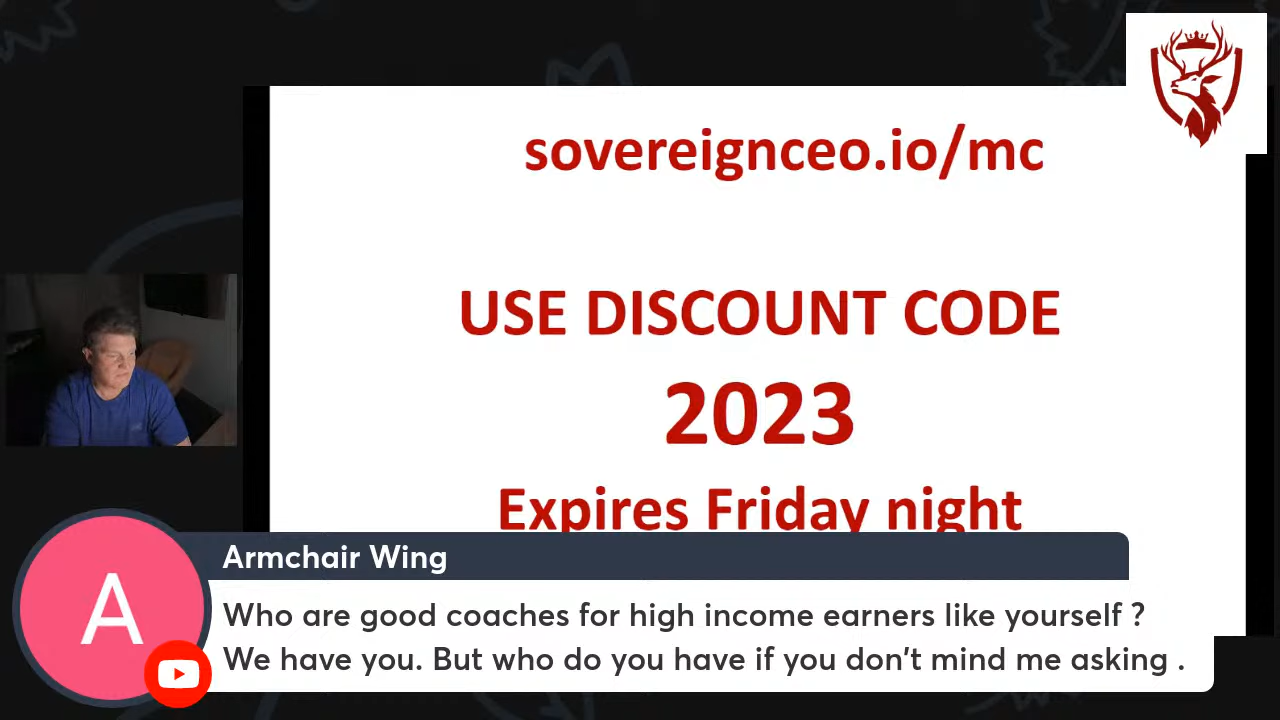 sovereignceo.io/mc
USE DISCOUNT CODE
2023
Expires Friday night
A
Armchair Wing
Who are good coaches for high income earners like yourself ?
We have you. But who do you have if you don't mind me asking .